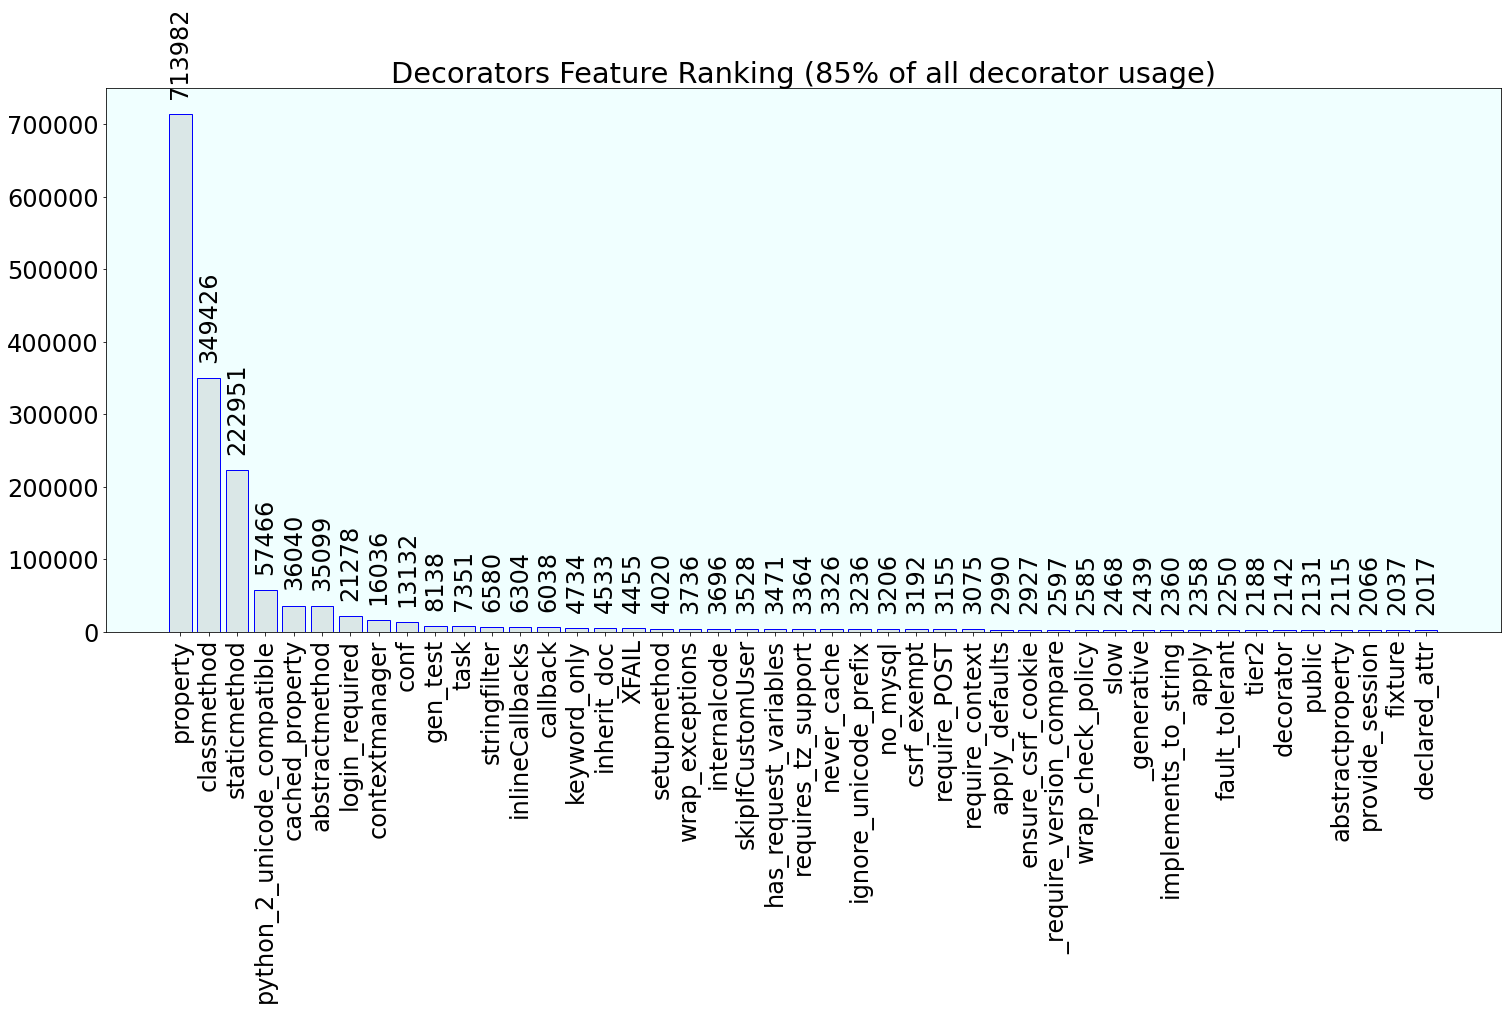 Decorators Feature Ranking (85% of all decorator usage)
700000
600000
500000
400000
300000
200000
100000
0
713982
349426
222951
57466
36040
35099
21278
16036
13132
8138
7351
6580
6304
6038
4734
4533
4455
4020
3736
3696
3528
3471
3364
3326
3236
3206
3192
3155
3075
2990
2927
2597
2585
2468
2439
2360
2358
2250
2188
2142
2131
2115
2066
2037
2017
property
classmethod
staticmethod
python_2_unicode_compatible
cached_property
abstractmethod
login_required
contextmanager
conf
gen_test
task
stringfilter
inlineCallbacks
callback
keyword_only
inherit_doc
XFAIL
setupmethod
wrap_exceptions
internalcode
skipIfCustomUser
has_request_variables
requires_tz_support
never_cache
ignore_unicode_prefix
no_mysql
csrf_exempt
require_POST
require_context
apply_defaults
ensure_csrf_cookie
_require_version_compare
wrap_check_policy
slow
_generative
implements_to_string
apply
fault_tolerant
tier2
decorator
public
abstractproperty
provide_session
fixture
declared_attr